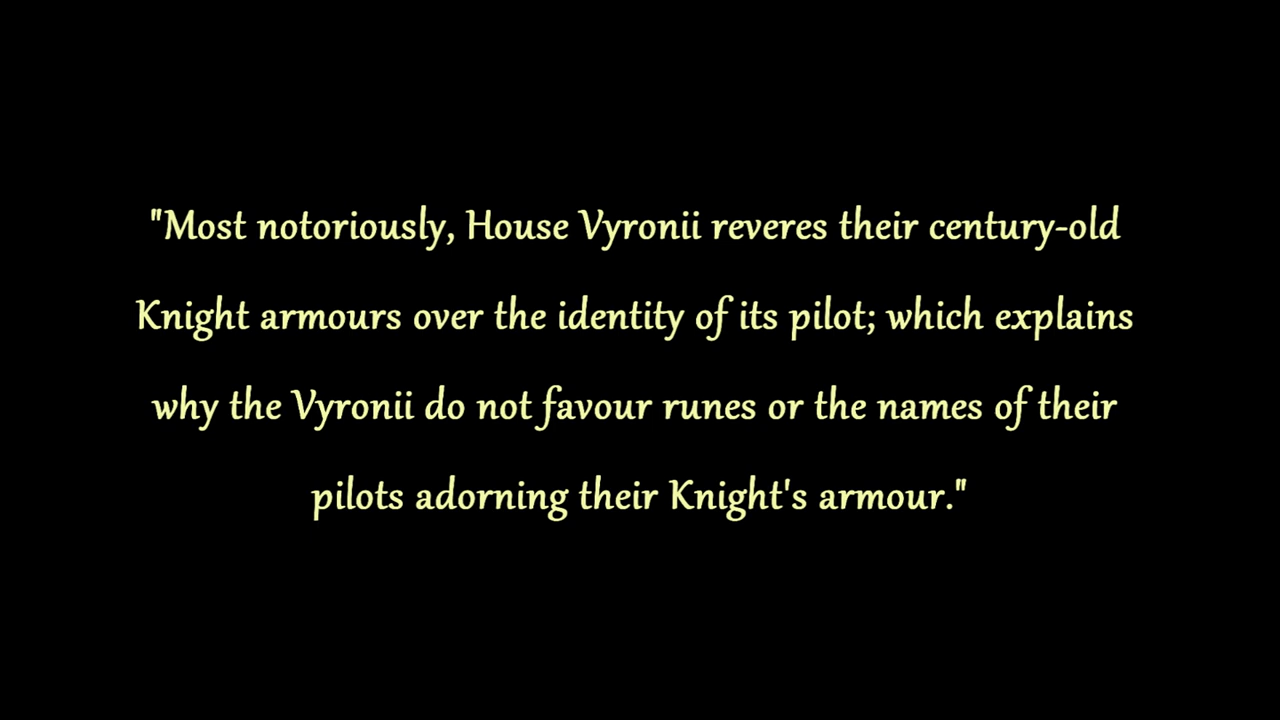 "Most notoriously, House Vyronii reveres their century-old
Knight armours over the identity of its pilot; which explains
why the Vyronii do not favour runes or the names of their
pilots adorning their Knight's armour."